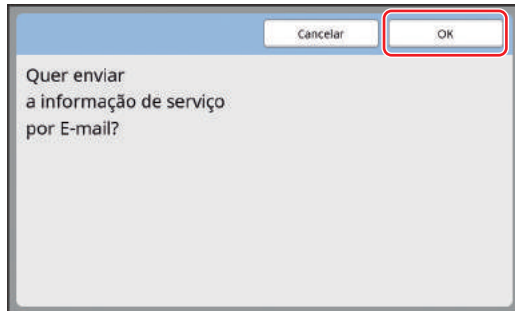 Cancelar
OK
Quer enviar
a informação de serviço
por E-mail?